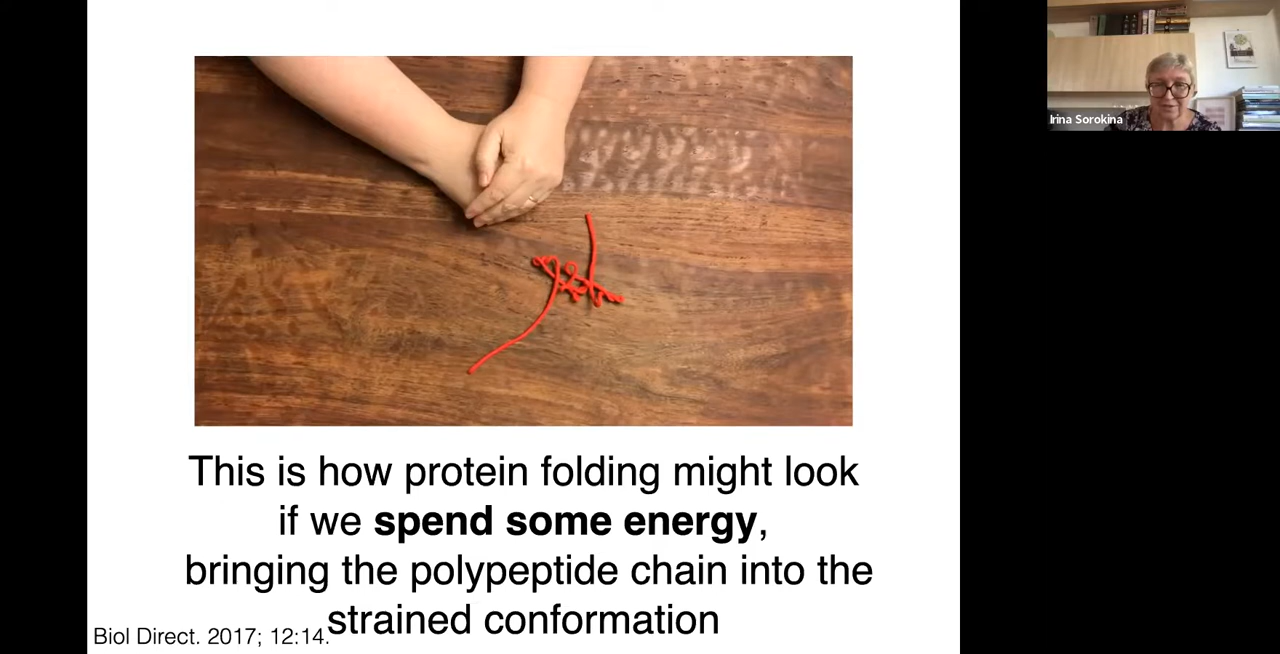 Irina Sorokina
This is how protein folding might look
if we spend some energy,
bringing the polypeptide chain into the
strained conformation
Biol Direct. 2017; 12:14.